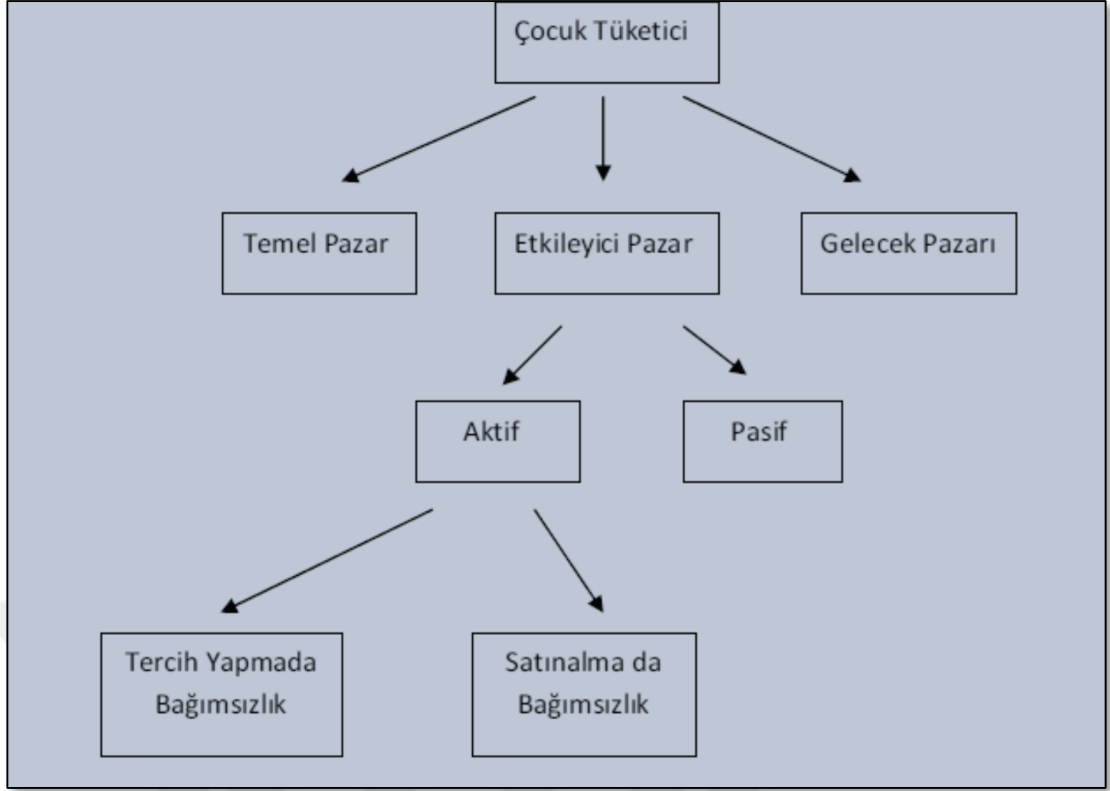 Çocuk Tüketici
Temel Pazar
Etkileyici Pazar
Gelecek Pazarı
Aktif
Pasif
Tercih Yapmada
Bağımsızlık
Satınalma da
Bağımsızlık